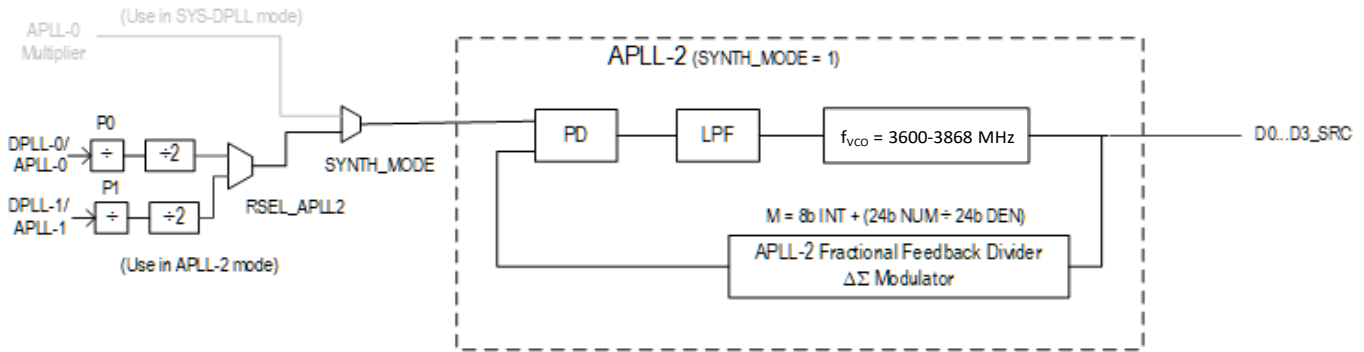 (Use in SYS-DPLL mode)
APLL-0
Multiplier
APLL-2 (SYNTH_MODE = 1)
P0
DPLL-0/
APLL-0
÷
÷2
P1
DPLL-1/
APLL-1
÷
÷2
RSEL_APLL2
SYNTH_MODE
(Use in APLL-2 mode)
PD
LPF
fVCO = 3600-3868 MHz
D0...D3_SRC
M = 8b INT + (24b NUM ÷ 24b DEN)
APLL-2 Fractional Feedback Divider
ΔΣ Modulator